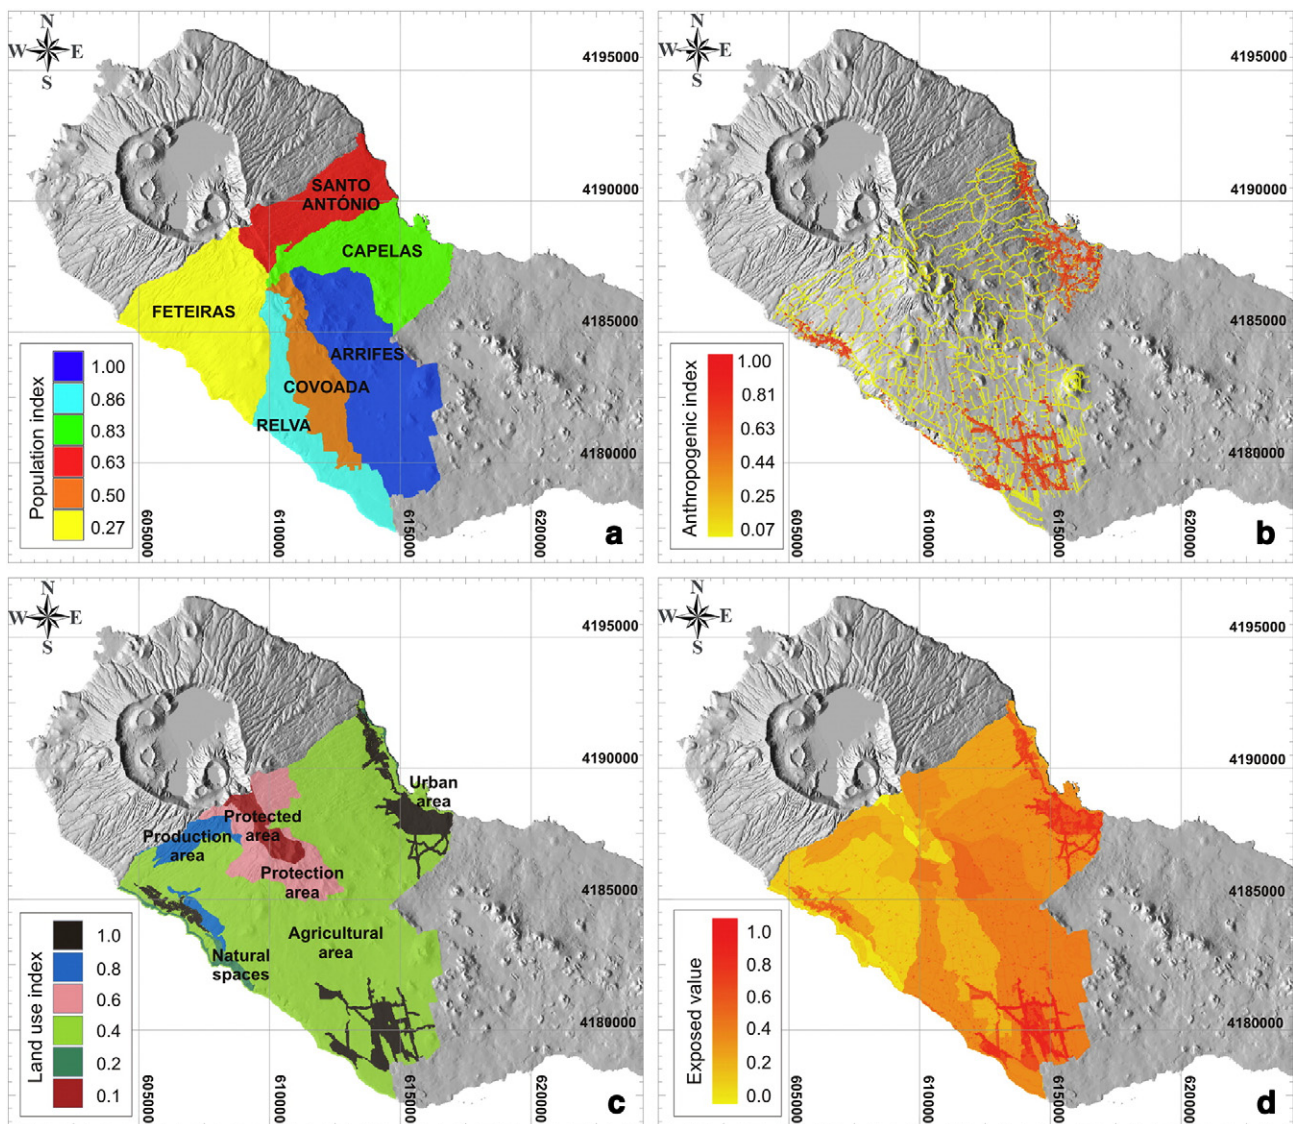 N
W E
S
4195000
4190000
4185000
4180000
SANTO
ANTÓNIO
CAPELAS
FETEIRAS
ARRIFES
COVOADA
RELVA
Population index
1.00
0.86
0.83
0.63
0.50
0.27
605000
610000
615000
620000
a
N
W E
S
4195000
4190000
4185000
4180000
Anthropogenic index
1.00
0.81
0.63
0.44
0.25
0.07
605000
610000
615000
620000
b
N
W E
S
4195000
4190000
4185000
4180000
Urban
area
Protected
area
Production
area
Protection
area
Agricultural
area
Natural
spaces
Land use index
1.0
0.8
0.6
0.4
0.2
0.1
605000
610000
615000
620000
c
N
W E
S
4195000
4190000
4185000
4180000
Exposed value
1.0
0.8
0.6
0.4
0.2
0.0
605000
610000
615000
620000
d